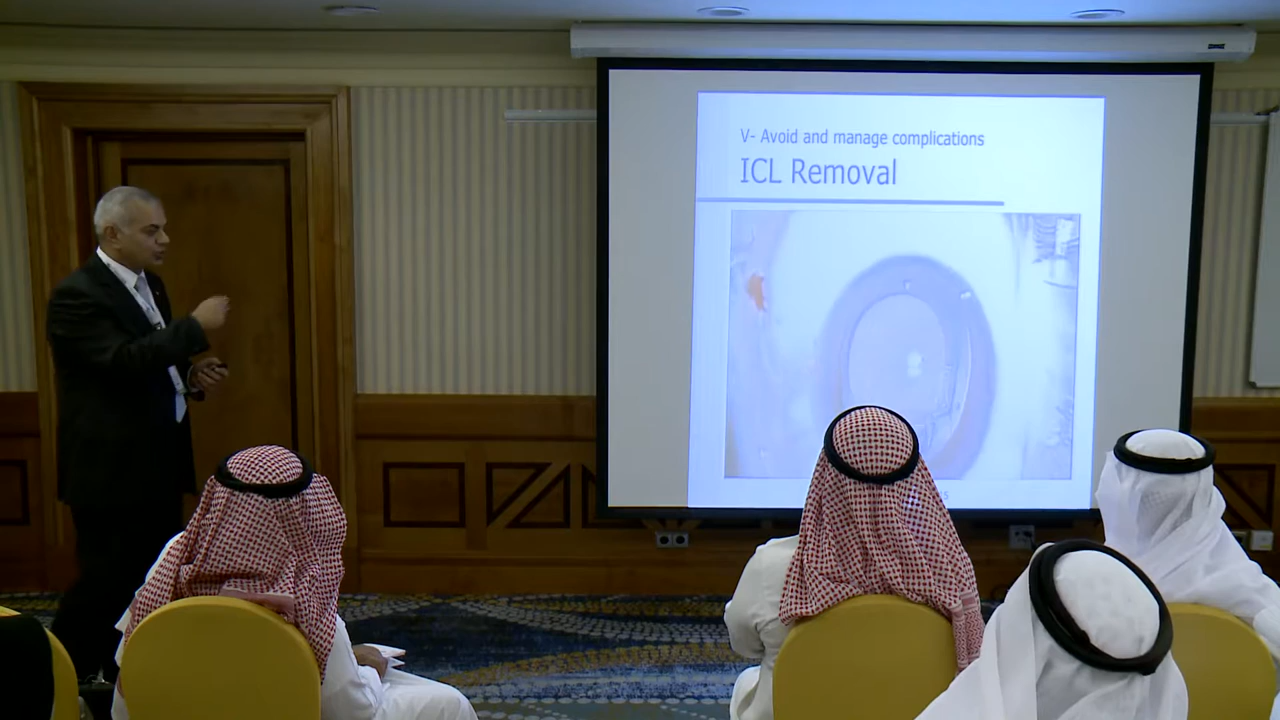 V- Avoid and manage complications
ICL Removal